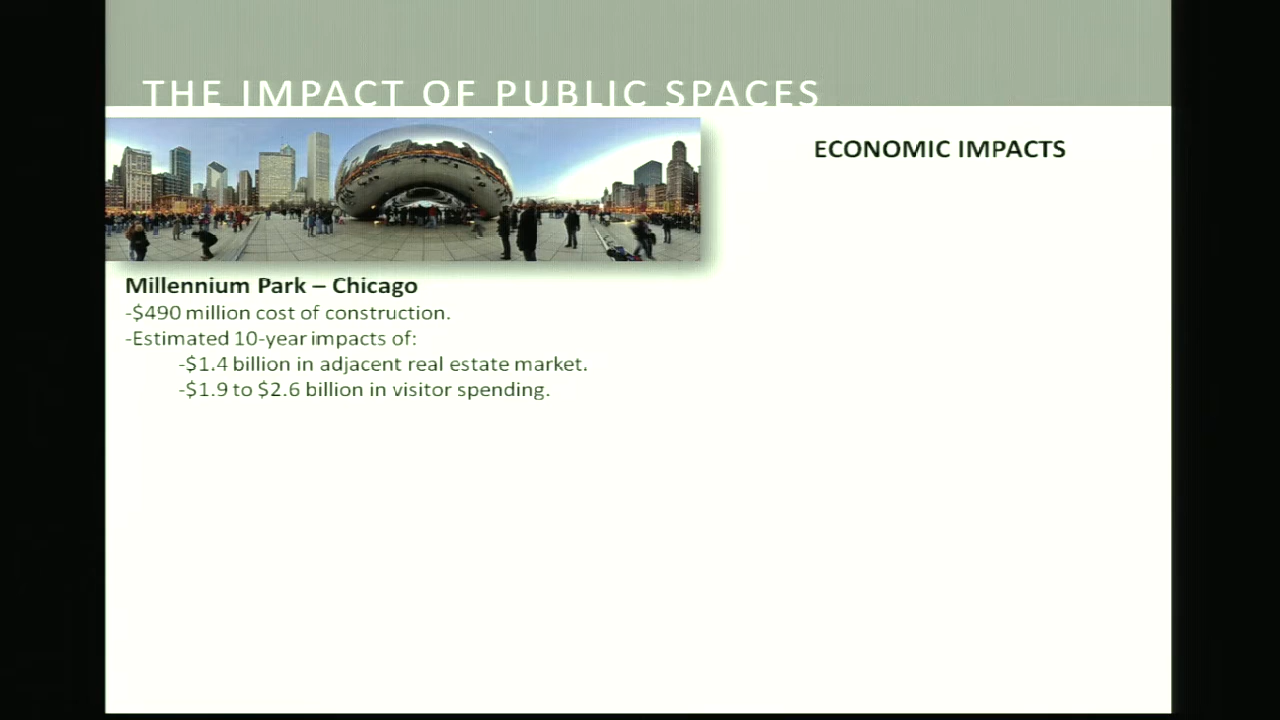 THE IMPACT OF PUBLIC SPACES
ECONOMIC IMPACTS
Millennium Park – Chicago
-$490 million cost of construction.
-Estimated 10-year impacts of:
-$1.4 billion in adjacent real estate market.
-$1.9 to $2.6 billion in visitor spending.